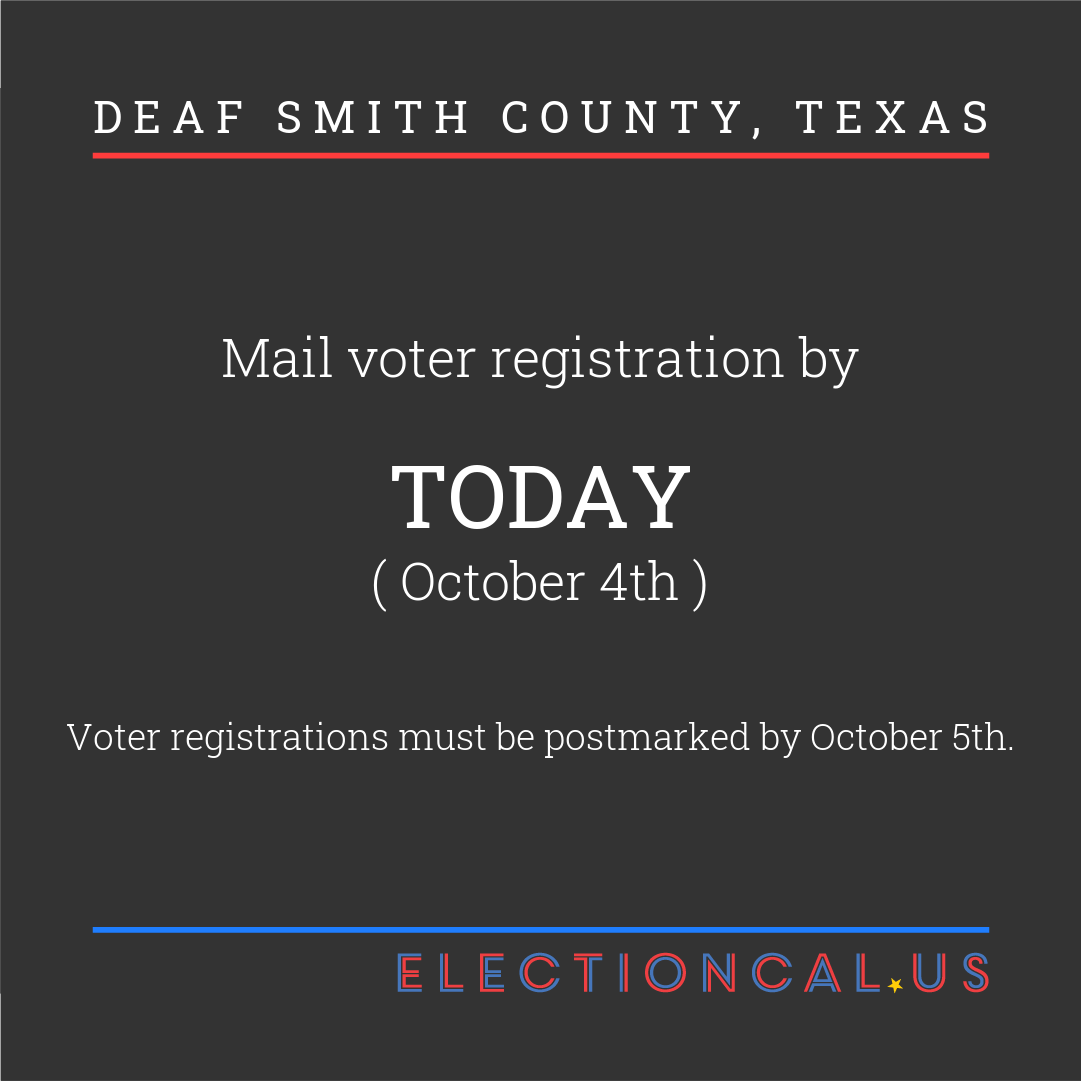 DEAF SMITH COUNTY, TEXAS
Mail voter registration by
TODAY
( October 4th )
Voter registrations must be postmarked by October 5th.
ELECTIONCAL.US